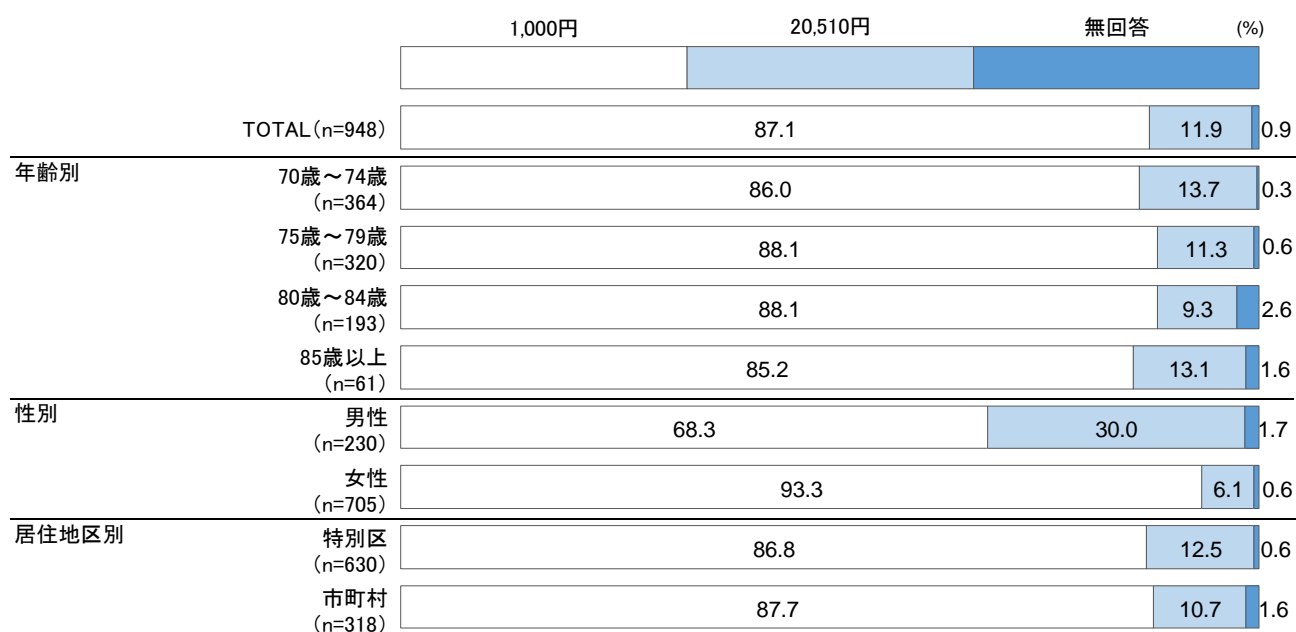 1,000円 20,510円 無回答 (%)
TOTAL(n=948) 87.1 11.9 0.9
年齢別
70歳～74歳
(n=364) 86.0 13.7 0.3
75歳～79歳
(n=320) 88.1 11.3 0.6
80歳～84歳
(n=193) 88.1 9.3 2.6
85歳以上
(n=61) 85.2 13.1 1.6
性別
男性
(n=230) 68.3 30.0 1.7
女性
(n=705) 93.3 6.1 0.6
居住地区別
特別区
(n=630) 86.8 12.5 0.6
市町村
(n=318) 87.7 10.7 1.6